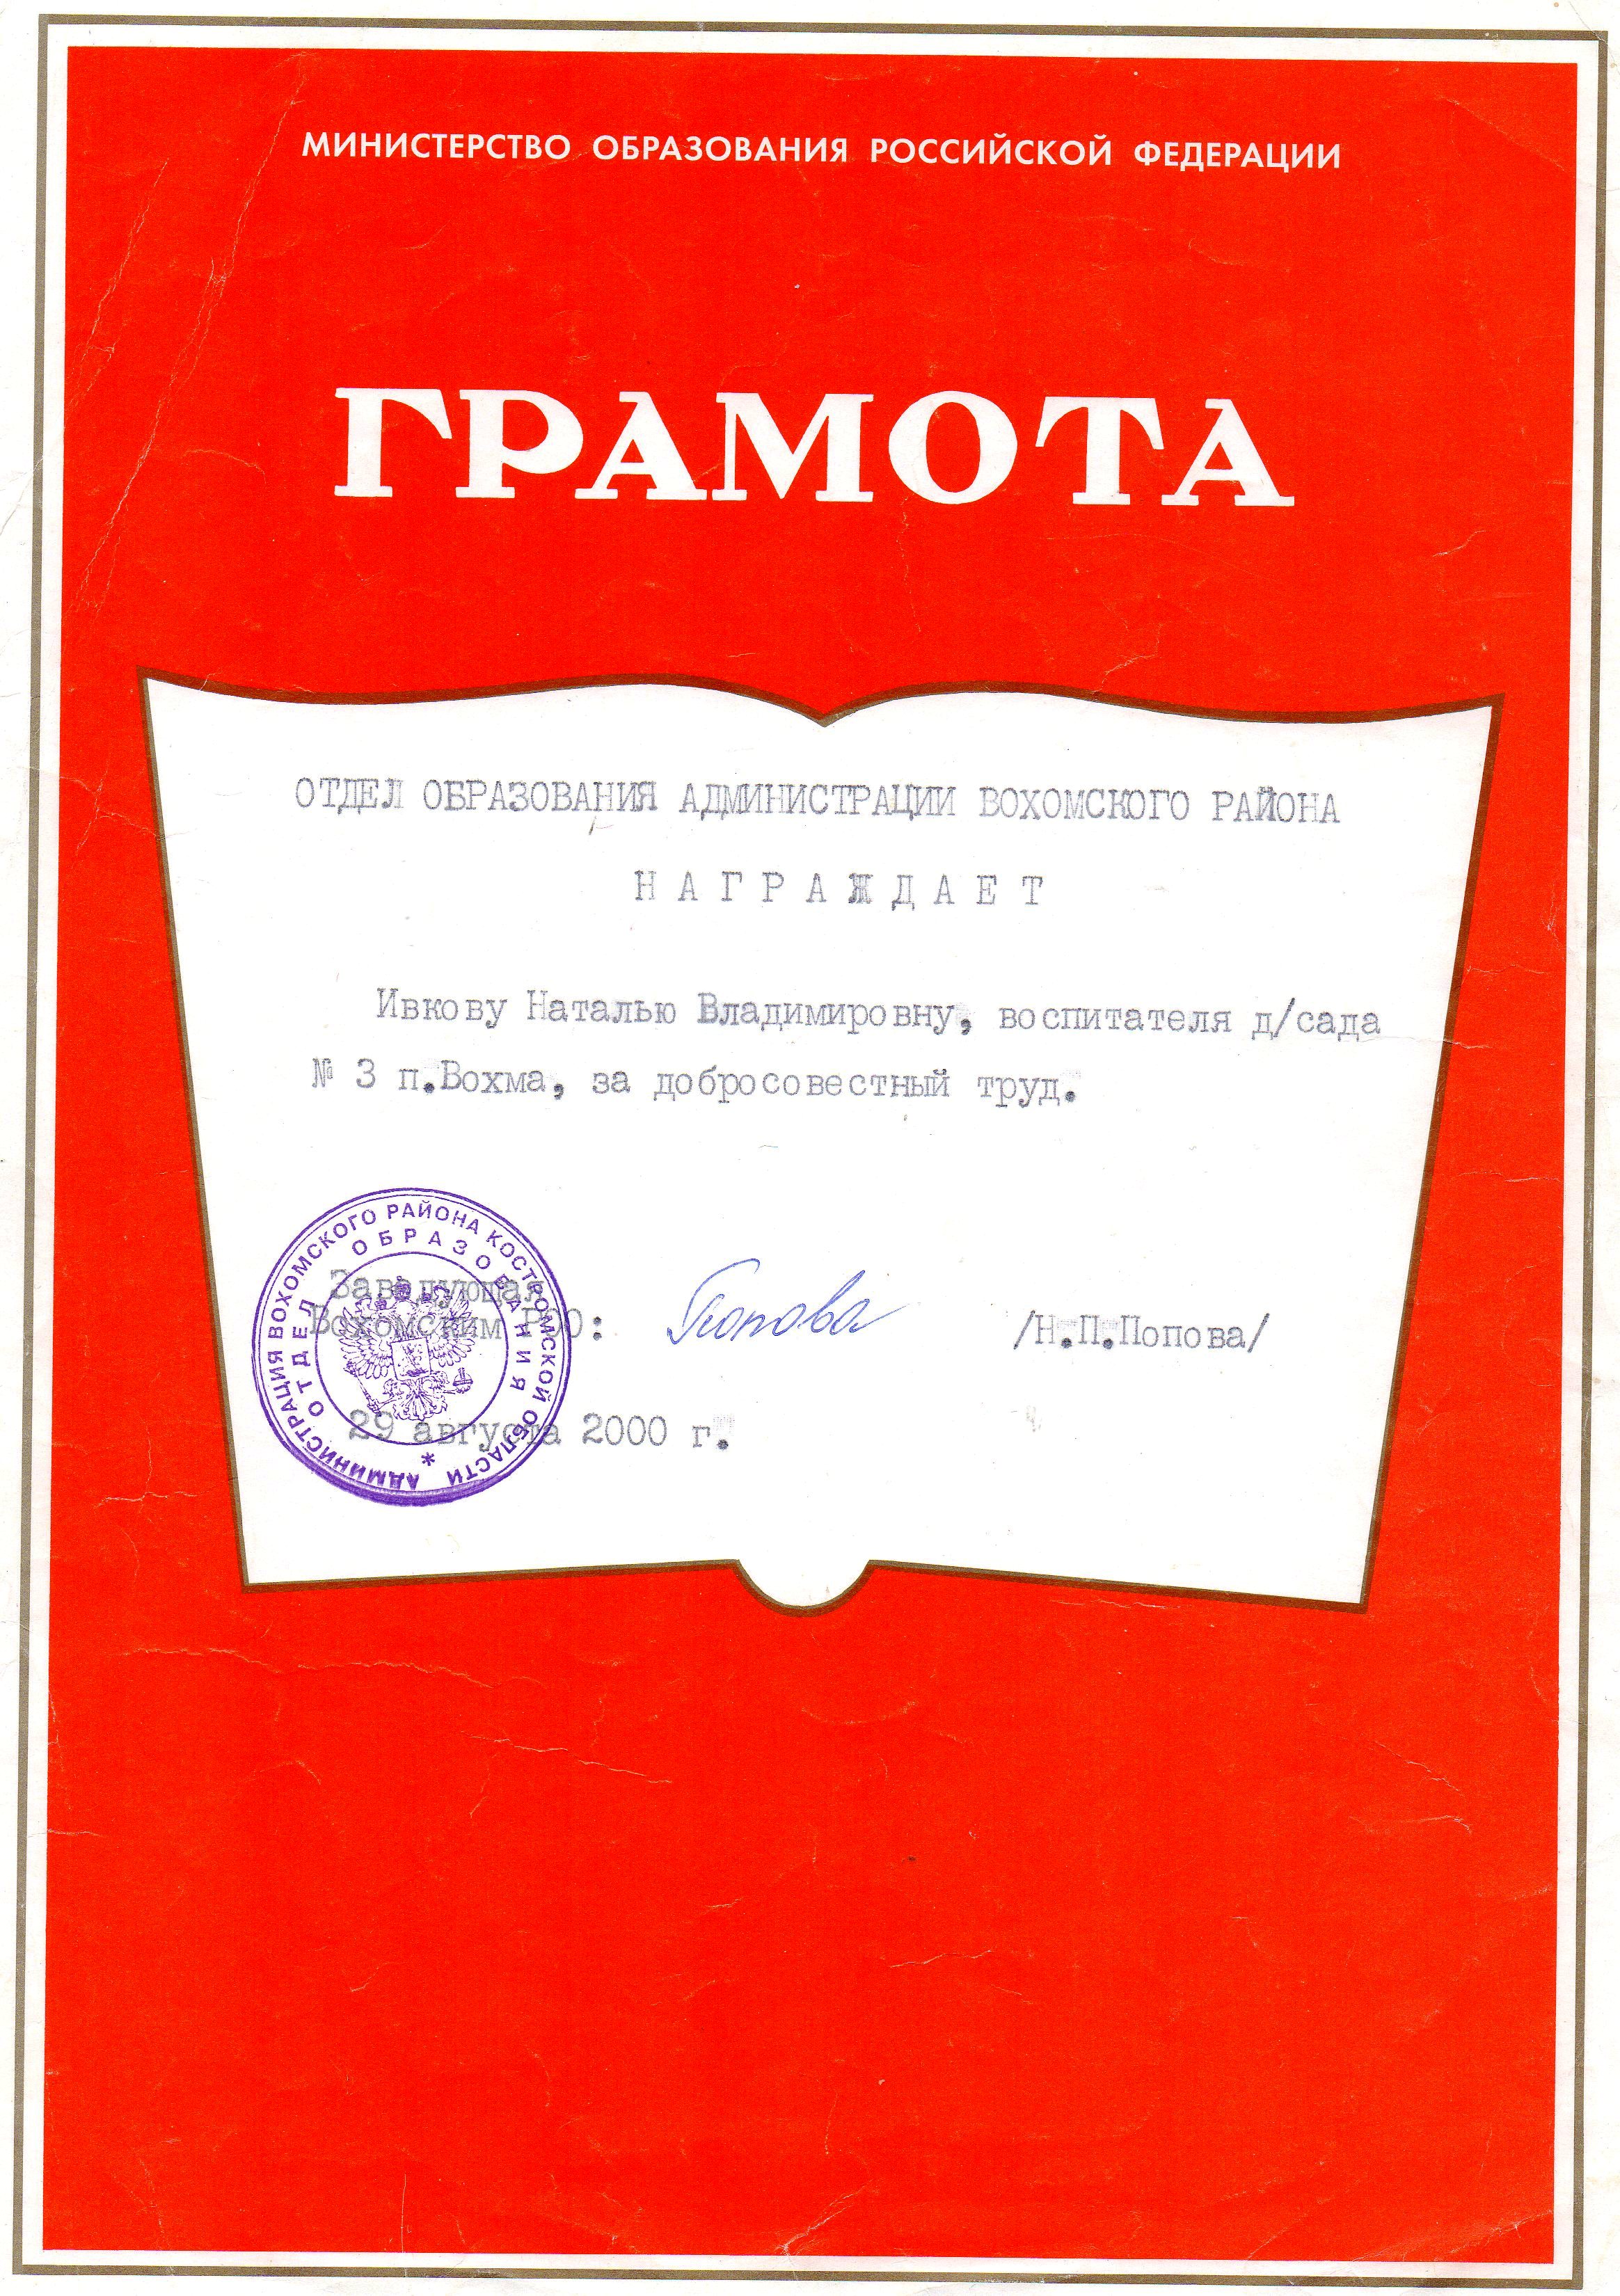 МИНИСТЕРСТВО ОБРАЗОВАНИЯ РОССИЙСКОЙ ФЕДЕРАЦИИ
ГРАМОТА
ОТДЕЛ ОБРАЗОВАНИЯ АДМИНИСТРАЦИИ ВОХОМСКОГО РАЙОНА
НАГРАЖДАЕТ
Ивкову Наталью Владимировну, воспитателя д/сада
№ 3 п.Вохма, за добросовестный труд.
Заведующая
Вохомским РОО: Попова /Н.П.Попова/
29 августа 2000 г.
АДМИНИСТРАЦИЯ ВОХОМСКОГО РАЙОНА КОСТРОМСКОЙ ОБЛАСТИ
ОТДЕЛ ОБРАЗОВАНИЯ *